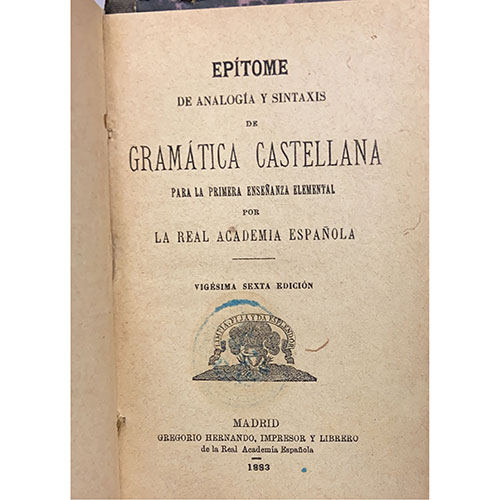 EPÍTOME
DE ANALOGÍA Y SINTAXIS
DE
GRAMÁTICA CASTELLANA
PARA LA PRIMERA ENSEÑANZA ELEMENTAL
POR
LA REAL ACADEMIA ESPAÑOLA
VIGÉSIMA SEXTA EDICIÓN
LIMPIA, FIJA Y DA ESPLENDOR
MADRID
GREGORIO HERNANDO, IMPRESOR Y LIBRERO
de la Real Academia Española
1883